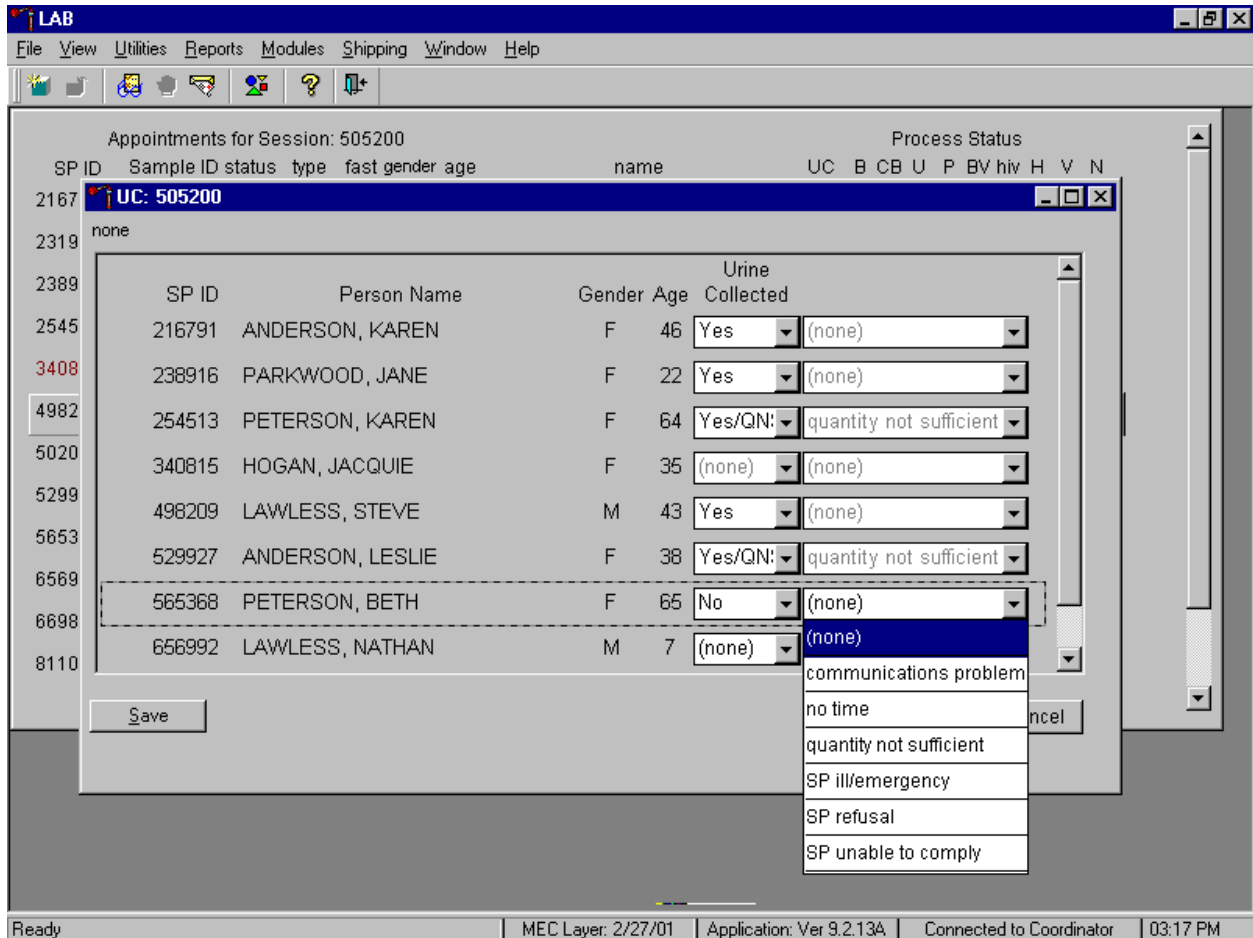 LAB
File View Utilities Reports Modules Shipping Window Help
Appointments for Session: 505200 Process Status
SP ID Sample ID status type fast gender age name UC B CB U P BV hiv H V N
2167
UC: 505200
none
2319
2389
2545
3408
4982
5020
5299
5653
6569
6698
8110
Urine
SP ID Person Name Gender Age Collected
216791 ANDERSON, KAREN F 46 Yes (none)
238916 PARKWOOD, JANE F 22 Yes (none)
254513 PETERSON, KAREN F 64 Yes/QN quantity not sufficient
340815 HOGAN, JACQUIE F 35 (none) (none)
498209 LAWLESS, STEVE M 43 Yes (none)
529927 ANDERSON, LESLIE F 38 Yes/QN quantity not sufficient
565368 PETERSON, BETH F 65 No (none)
656992 LAWLESS, NATHAN M 7 (none)
(none)
communications problem
no time
quantity not sufficient
SP ill/emergency
SP refusal
SP unable to comply
Save ncel
Ready MEC Layer: 2/27/01 Application: Ver 9.2.13A Connected to Coordinator 03:17 PM